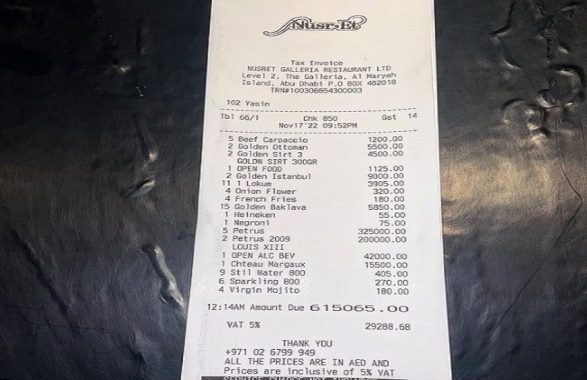 Nusr-Et
Tax Invoice
NUSRET GALLERIA RESTAURANT LTD
Level 2, The Galleria, Al Maryah
Island, Abu Dhabi P.O BOX 482018
TRN#100306654300003
102 Yasin
Tbl 66/1 Chk 850 Gst 14
Nov17'22 09:52PM
5 Beef Carpaccio 1200.00
2 Golden Ottoman 5500.00
2 Golden Sirt 3 4500.00
GOLDN SIRT 300GR
1 OPEN FOOD 1125.00
2 Golden Istanbul 9000.00
11 1 Lokum 3905.00
4 Onion Flower 320.00
4 French Fries 180.00
15 Golden Baklava 5850.00
1 Heineken 55.00
1 Negroni 75.00
5 Petrus 325000.00
2 Petrus 2009 200000.00
LOUIS XIII
1 OPEN ALC BEV 42000.00
1 Chteau Margaux 15500.00
9 Stil Water 800 405.00
6 Sparkling 800 270.00
4 Virgin Mojito 180.00
12:14AM Amount Due 615065.00
VAT 5% 29288.68
THANK YOU
+971 02 6799 949
ALL THE PRICES ARE IN AED AND
Prices are inclusive of 5% VAT